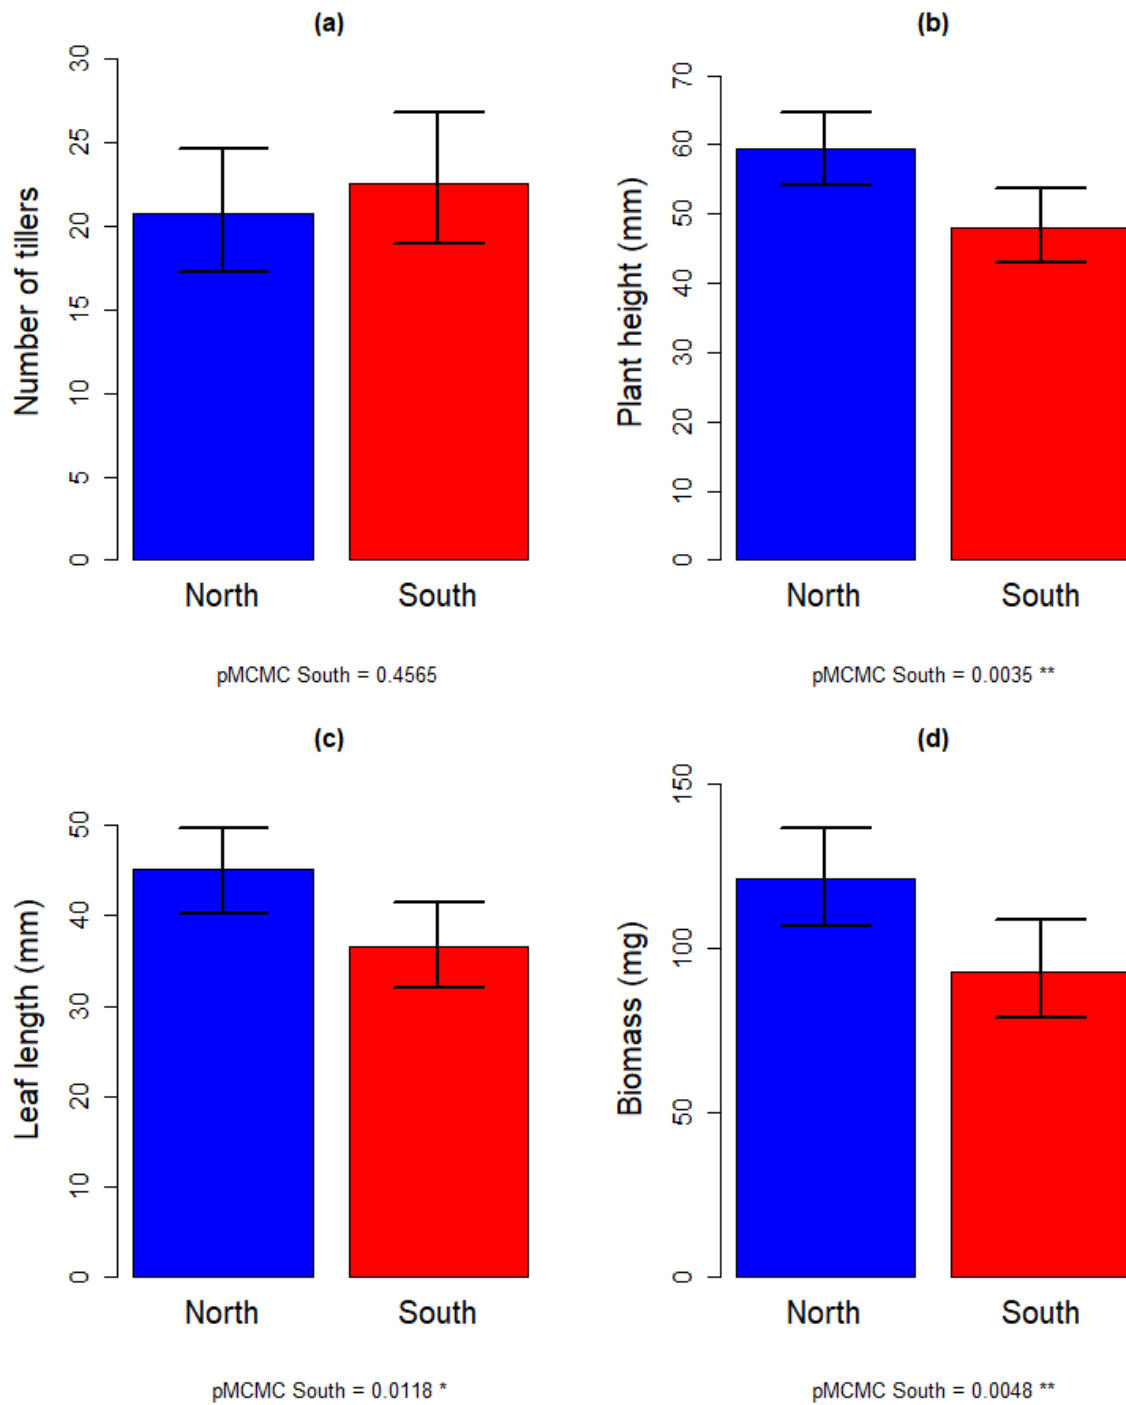 (a)
30
25
20
15
10
5
0
Number of tillers
North South
pMCMC South = 0.4565
(b)
70
60
50
40
30
20
10
0
Plant height (mm)
North South
pMCMC South = 0.0035 **
(c)
50
40
30
20
10
0
Leaf length (mm)
North South
pMCMC South = 0.0118 *
(d)
150
100
50
0
Biomass (mg)
North South
pMCMC South = 0.0048 **